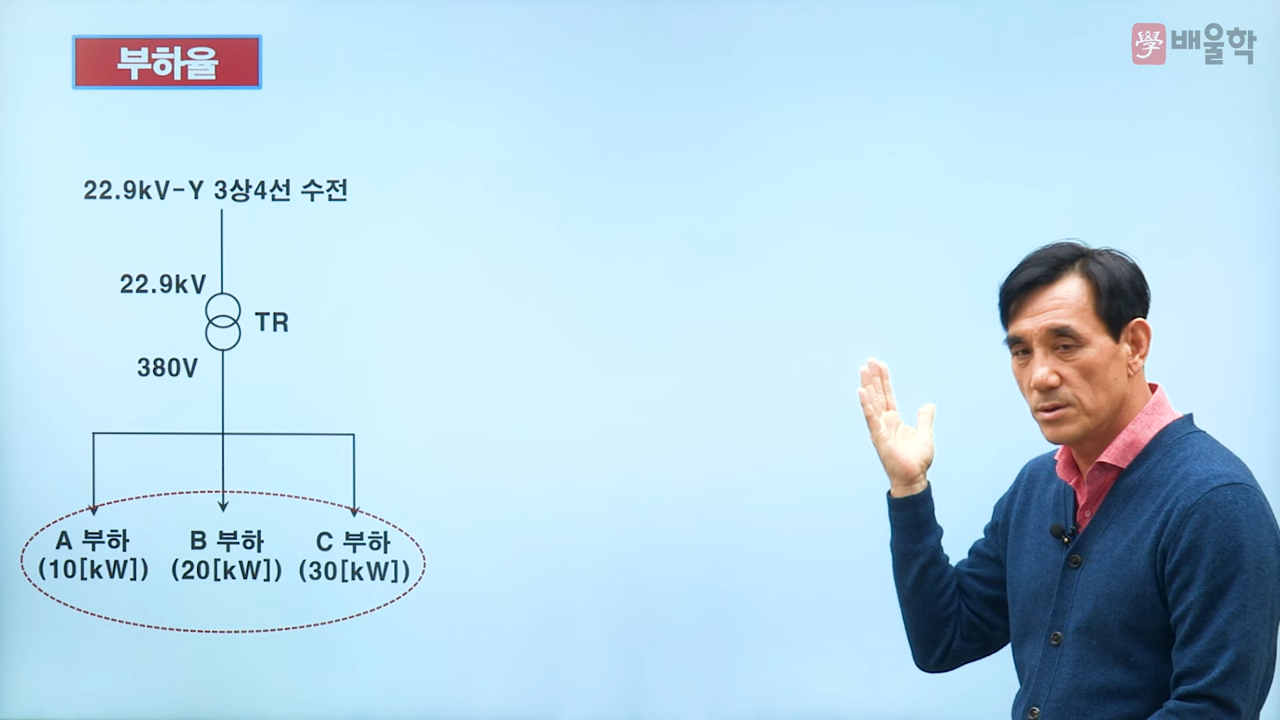 부하율
學 배울학
22.9kV-Y 3상4선 수전
22.9kV
TR
380V
A 부하
(10[kW])
B 부하
(20[kW])
C 부하
(30[kW])